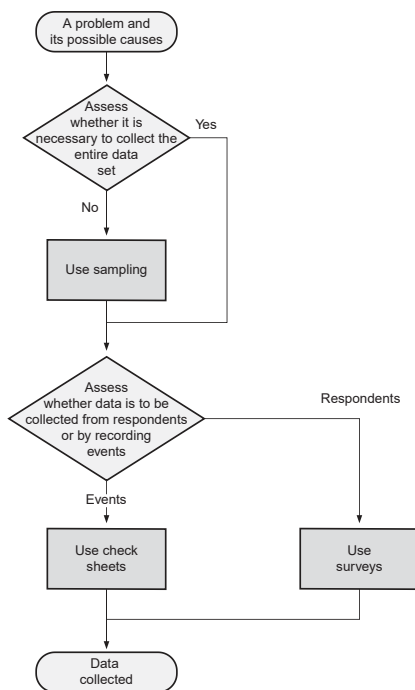 A problem and
its possible causes
Assess
whether it is
necessary to collect the
entire data
set
Yes
No
Use sampling
Assess
whether data is to be
collected from respondents
or by recording
events
Respondents
Events
Use check
sheets
Use
surveys
Data
collected